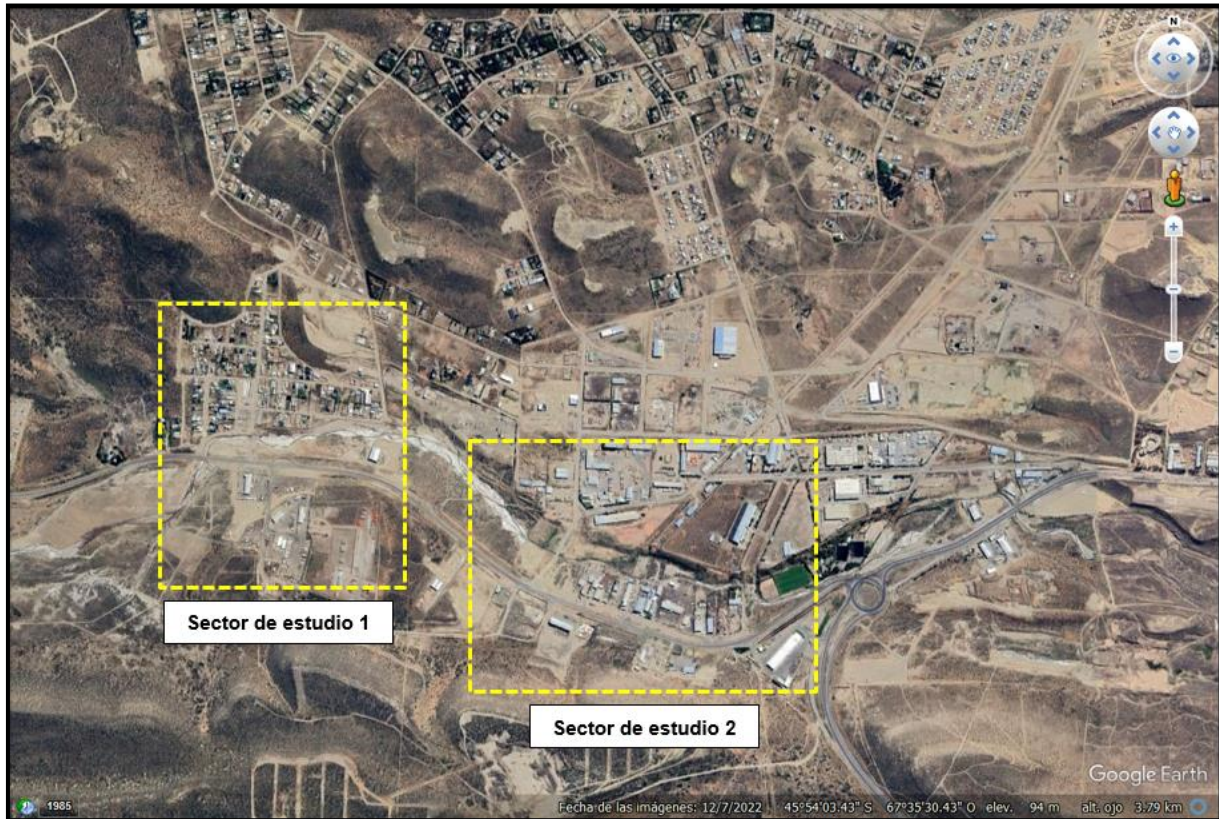 N
Sector de estudio 1
Sector de estudio 2
Google Earth
1985
Fecha de las imágenes: 12/7/2022 45°54'03.43" S 67°35'30.43" O elev. 94 m alt. ojo 3.79 km